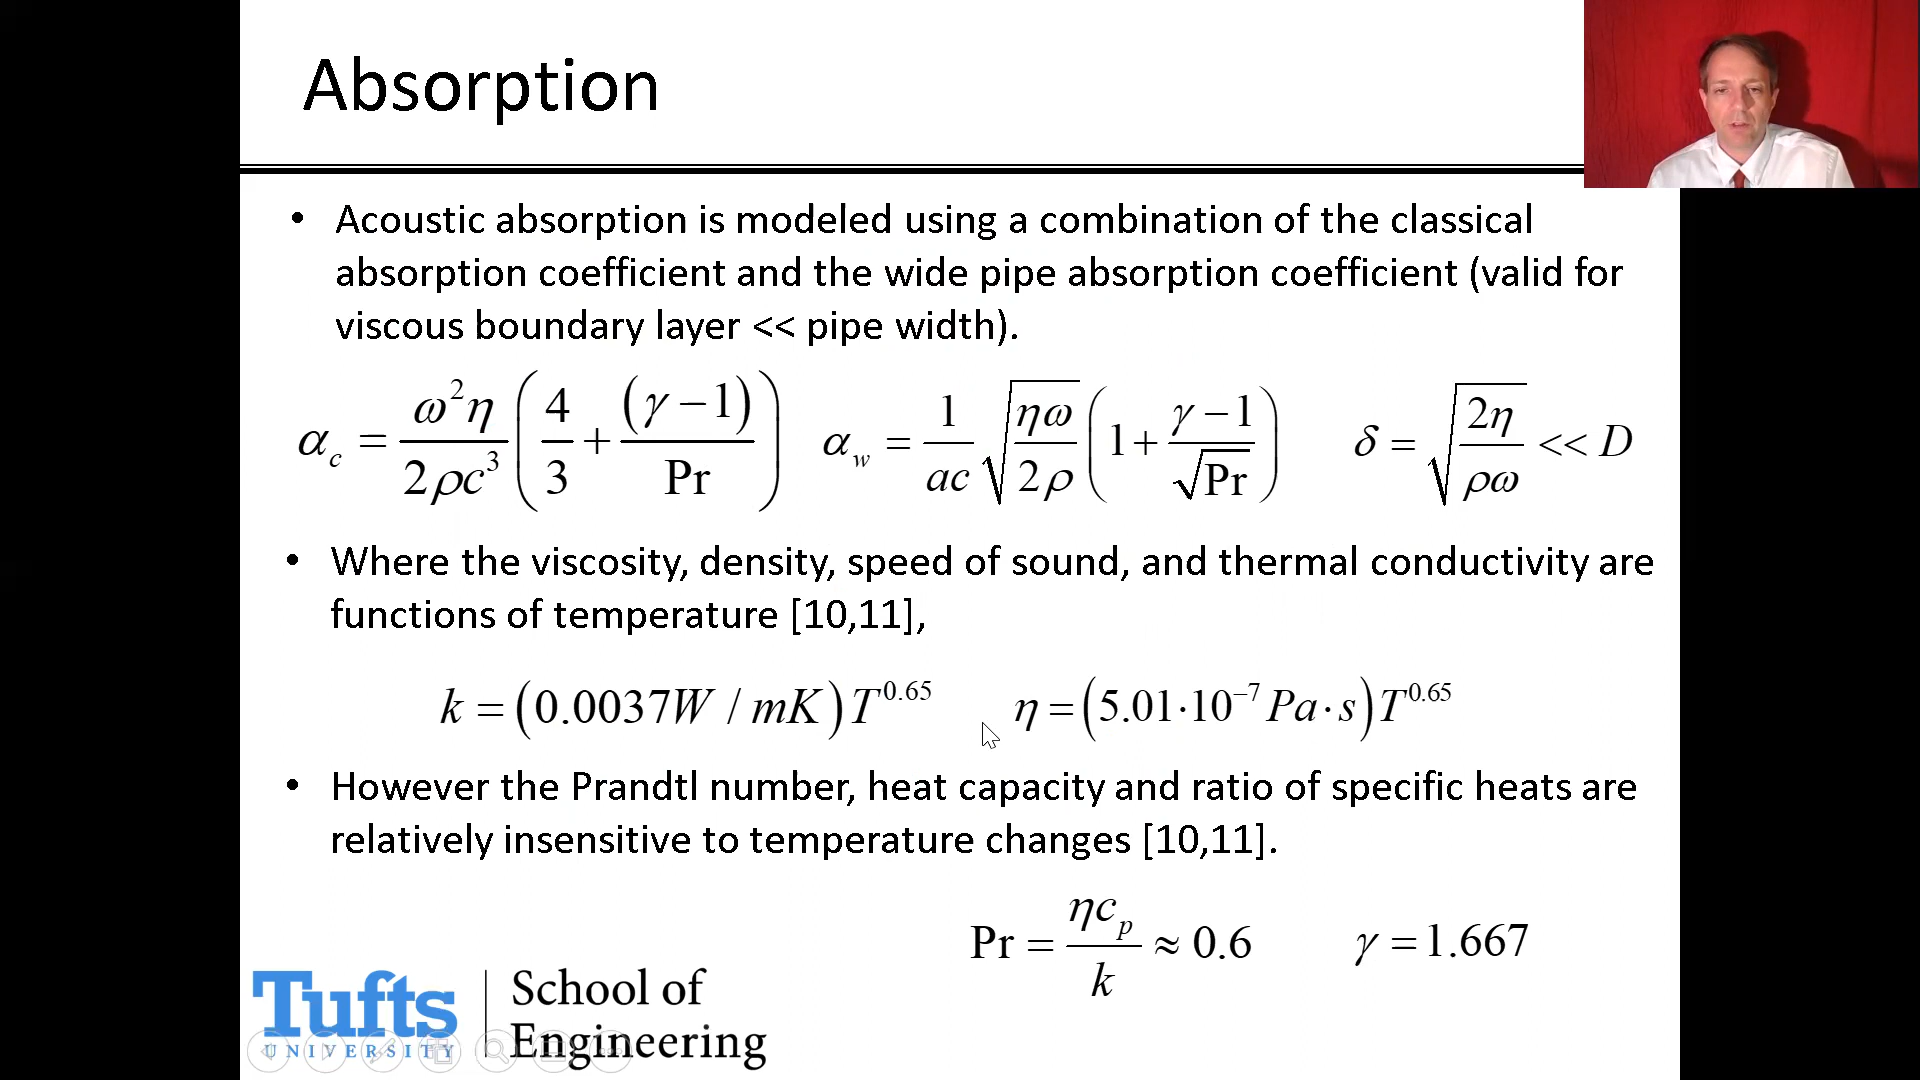 Absorption
• Acoustic absorption is modeled using a combination of the classical
absorption coefficient and the wide pipe absorption coefficient (valid for
viscous boundary layer << pipe width).
α_c = ω²η / 2ρc³ (4/3 + (γ − 1) / Pr) α_w = 1 / ac √(ηω / 2ρ) (1 + γ − 1 / √Pr) δ = √(2η / ρω) << D
• Where the viscosity, density, speed of sound, and thermal conductivity are
functions of temperature [10,11],
k = (0.0037W / mK) T^0.65 η = (5.01·10⁻⁷ Pa·s) T^0.65
• However the Prandtl number, heat capacity and ratio of specific heats are
relatively insensitive to temperature changes [10,11].
Pr = ηc_p / k ≈ 0.6 γ = 1.667
Tufts
UNIVERSITY
School of
Engineering